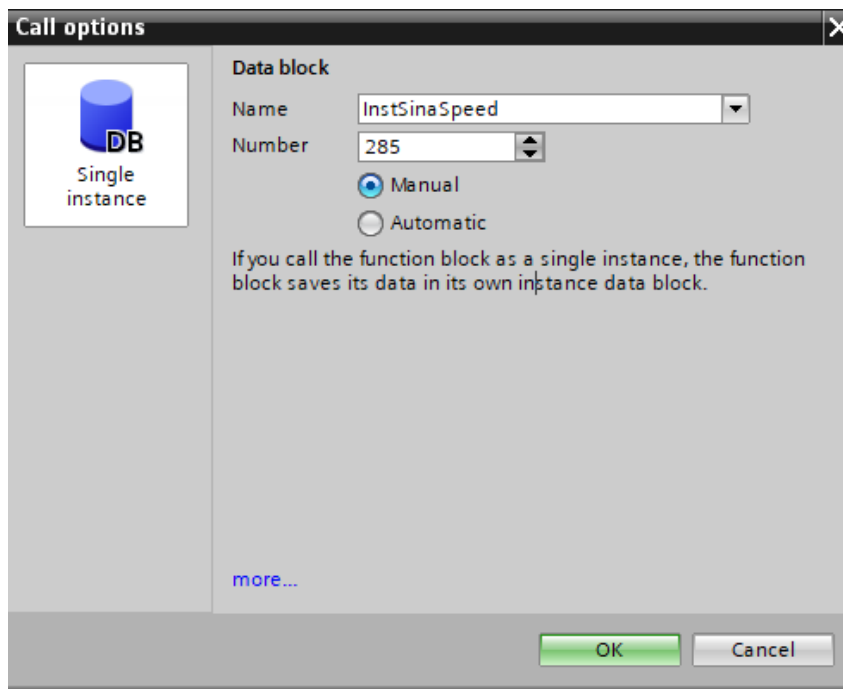 Call options
DB
Single
instance
Data block
Name InstSinaSpeed
Number 285
Manual
Automatic
If you call the function block as a single instance, the function
block saves its data in its own instance data block.
more...
OK Cancel